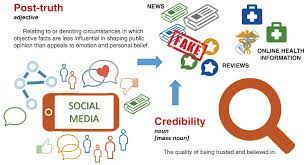 Post-truth
adjective
Relating to or denoting circumstances in which
objective facts are less influential in shaping public
opinion than appeals to emotion and personal belief.
NEWS
FAKE
ONLINE HEALTH
INFORMATION
REVIEWS
SOCIAL
MEDIA
Credibility
noun
[mass noun]
The quality of being trusted and believed in.